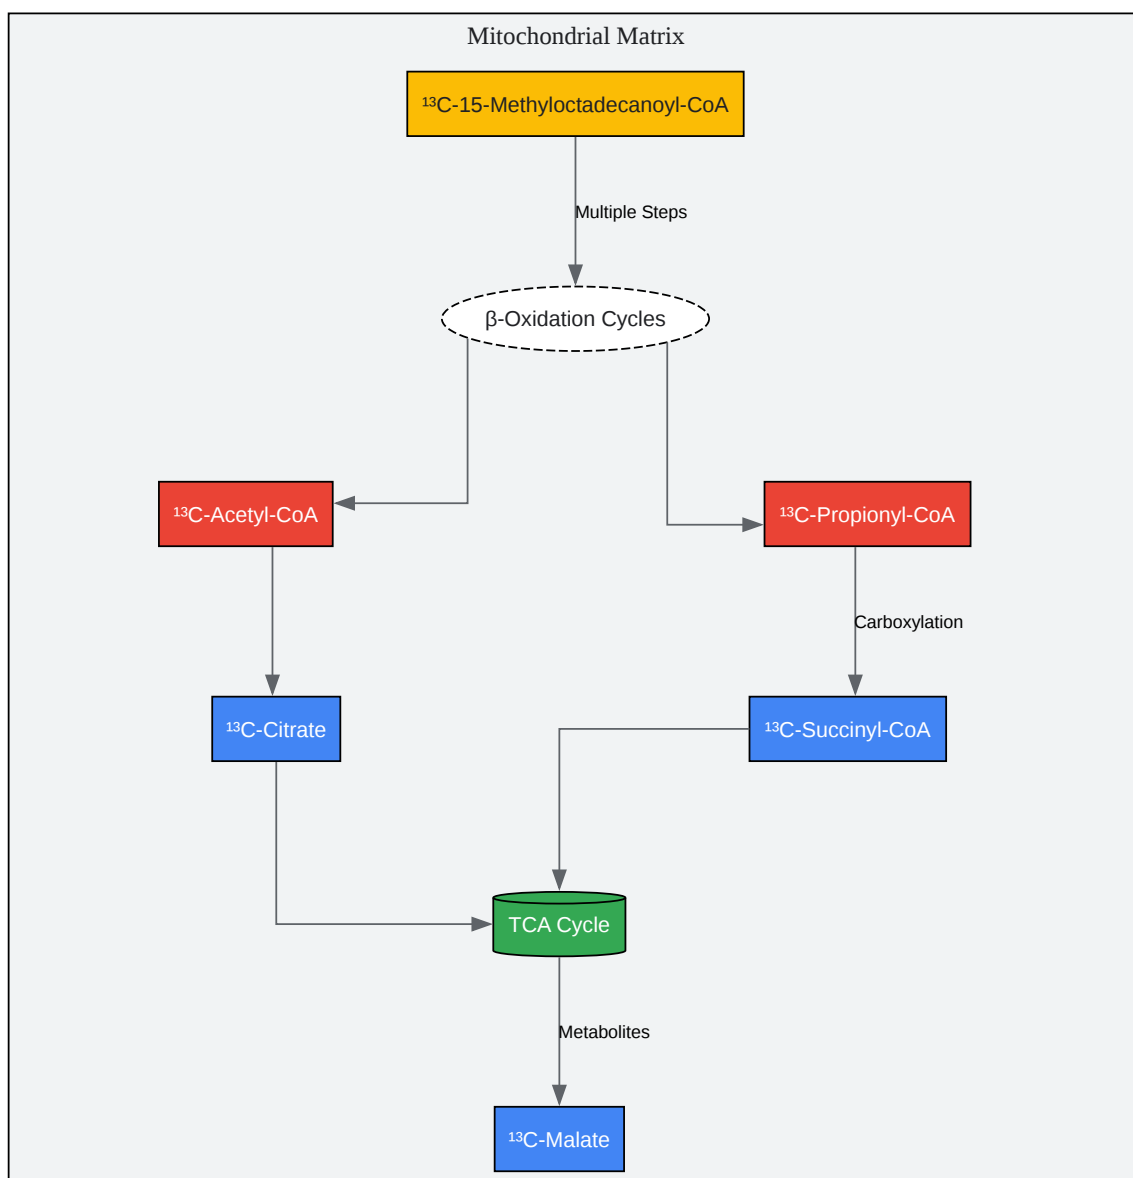 Mitochondrial Matrix
¹³C-15-Methyloctadecanoyl-CoA
Multiple Steps
β-Oxidation Cycles
¹³C-Acetyl-CoA
¹³C-Propionyl-CoA
Carboxylation
¹³C-Citrate
¹³C-Succinyl-CoA
TCA Cycle
Metabolites
¹³C-Malate